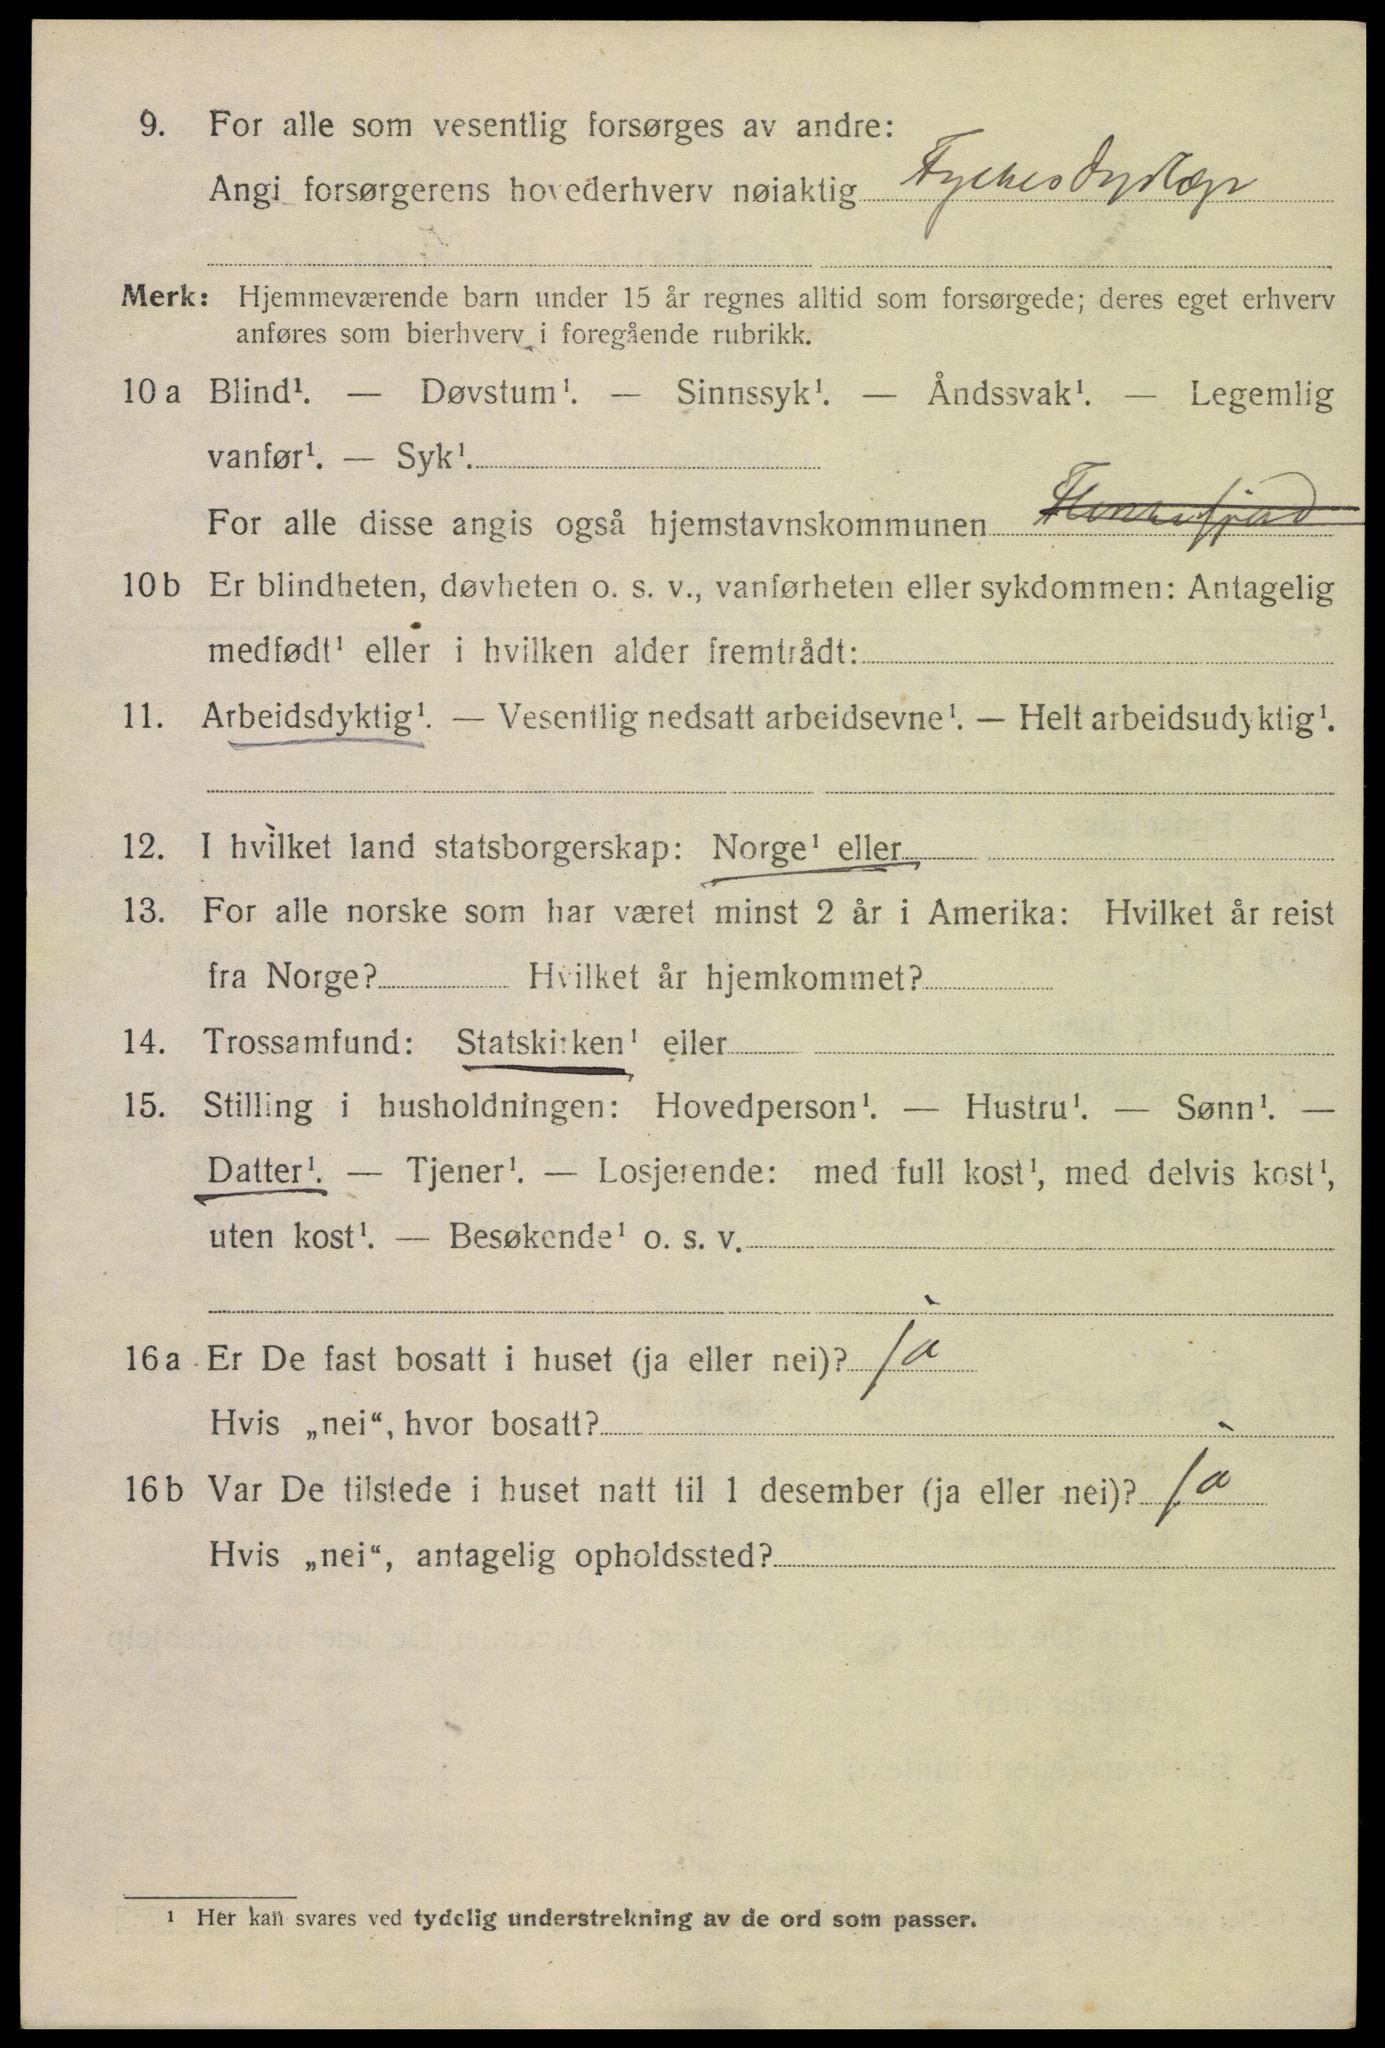 9. For alle som vesentlig forsørges av andre:
Angi forsørgerens hovederhverv nøiaktig
Merk: Hjemmeværende barn under 15 år regnes alltid som forsørgede; deres eget erhverv
anføres som bierhverv i foregående rubrikk.
10 a Blind¹. — Døvstum¹. — Sinnssyk¹. — Åndssvak¹. — Legemlig
vanfør¹. — Syk¹.
For alle disse angis også hjemstavnskommunen
10 b Er blindheten, døvheten o. s. v., vanførheten eller sykdommen: Antagelig
medfødt¹ eller i hvilken alder fremtrådt:
11. Arbeidsdyktig¹. — Vesentlig nedsatt arbeidsevne¹. — Helt arbeidsudyktig¹.
12. I hvilket land statsborgerskap: Norge¹ eller
13. For alle norske som har været minst 2 år i Amerika: Hvilket år reist
fra Norge? Hvilket år hjemkommet?
14. Trossamfund: Statskirken¹ eller
15. Stilling i husholdningen: Hovedperson¹. — Hustru¹. — Sønn¹. —
Datter¹. — Tjener¹. — Losjerende: med full kost¹, med delvis kost¹,
uten kost¹. — Besøkende¹ o. s. v.
16 a Er De fast bosatt i huset (ja eller nei)? ja
Hvis „nei“, hvor bosatt?
16 b Var De tilstede i huset natt til 1 desember (ja eller nei)? ja
Hvis „nei“, antagelig opholdssted?
¹ Her kan svares ved tydelig understrekning av de ord som passer.